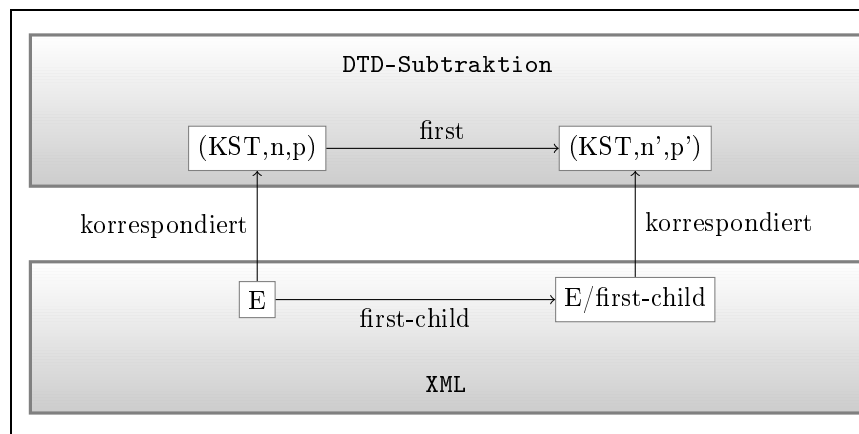 DTD-Subtraktion
first
(KST,n,p)
(KST,n',p')
korrespondiert
korrespondiert
E
E/first-child
first-child
XML